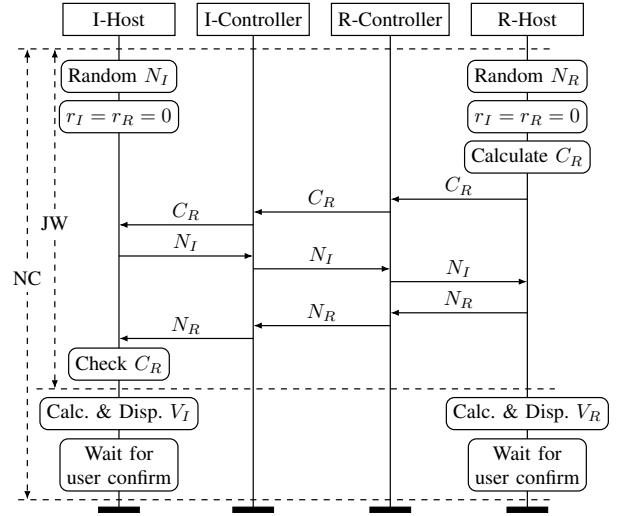 I-Host I-Controller R-Controller R-Host
Random N_I Random N_R
r_I = r_R = 0 r_I = r_R = 0
Calculate C_R
C_R
C_R
C_R
JW
N_I
N_I
N_I
NC
N_R
N_R
N_R
Check C_R
Calc. & Disp. V_I Calc. & Disp. V_R
Wait for Wait for
user confirm user confirm